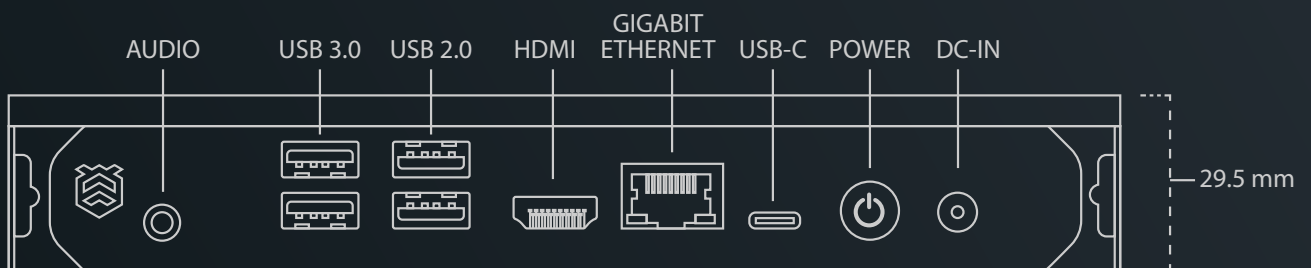 AUDIO
USB 3.0
USB 2.0
HDMI
GIGABIT
ETHERNET
USB-C
POWER
DC-IN
29.5 mm